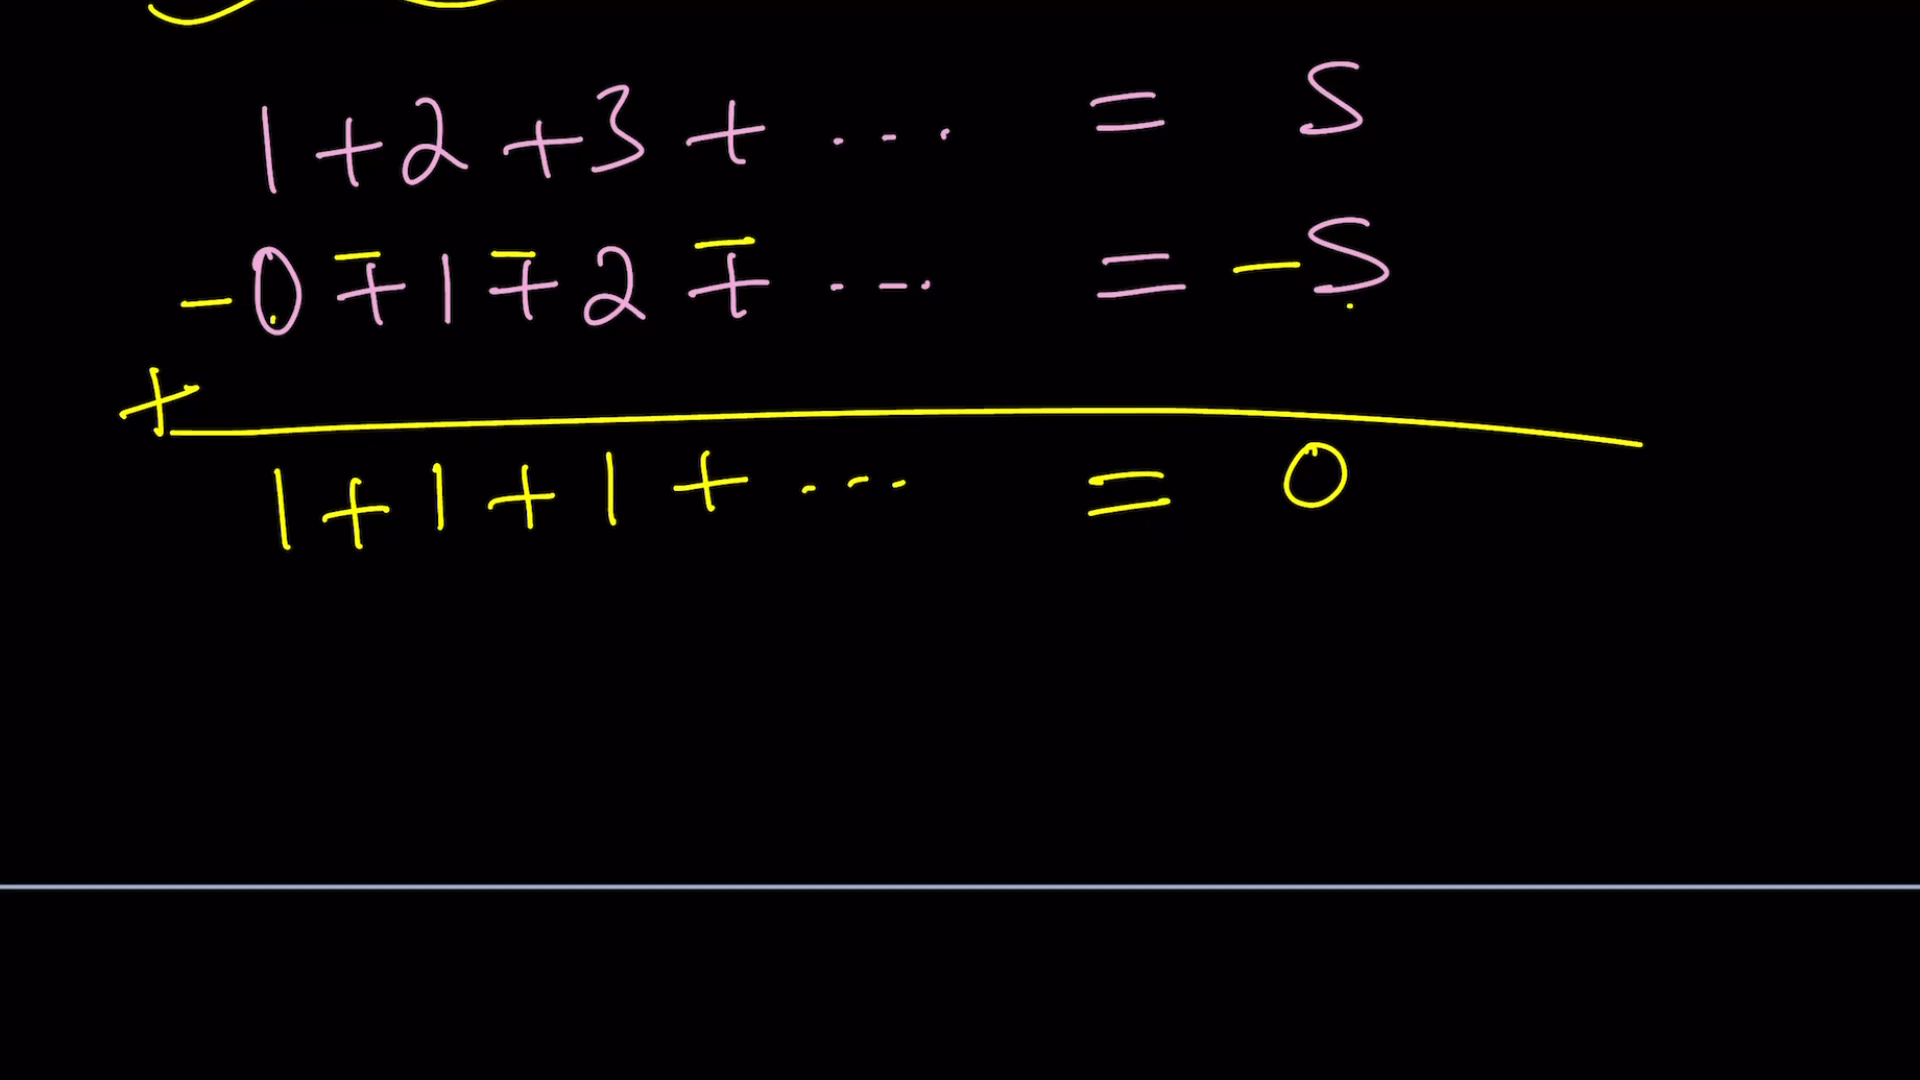 1 + 2 + 3 + ... = S
- 0 ∓ 1 ∓ 2 ∓ ... = - S
+
1 + 1 + 1 + ... = 0